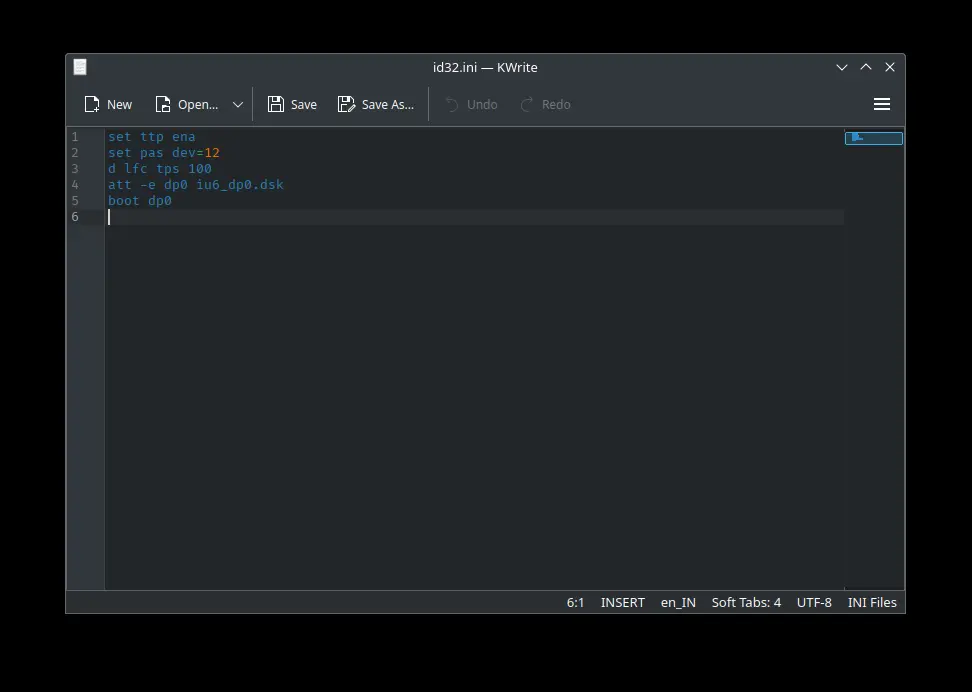 id32.ini — KWrite
New Open... Save Save As... Undo Redo
1 set ttp ena
2 set pas dev=12
3 d lfc tps 100
4 att -e dp0 iu6_dp0.dsk
5 boot dp0
6
6:1 INSERT en_IN Soft Tabs: 4 UTF-8 INI Files